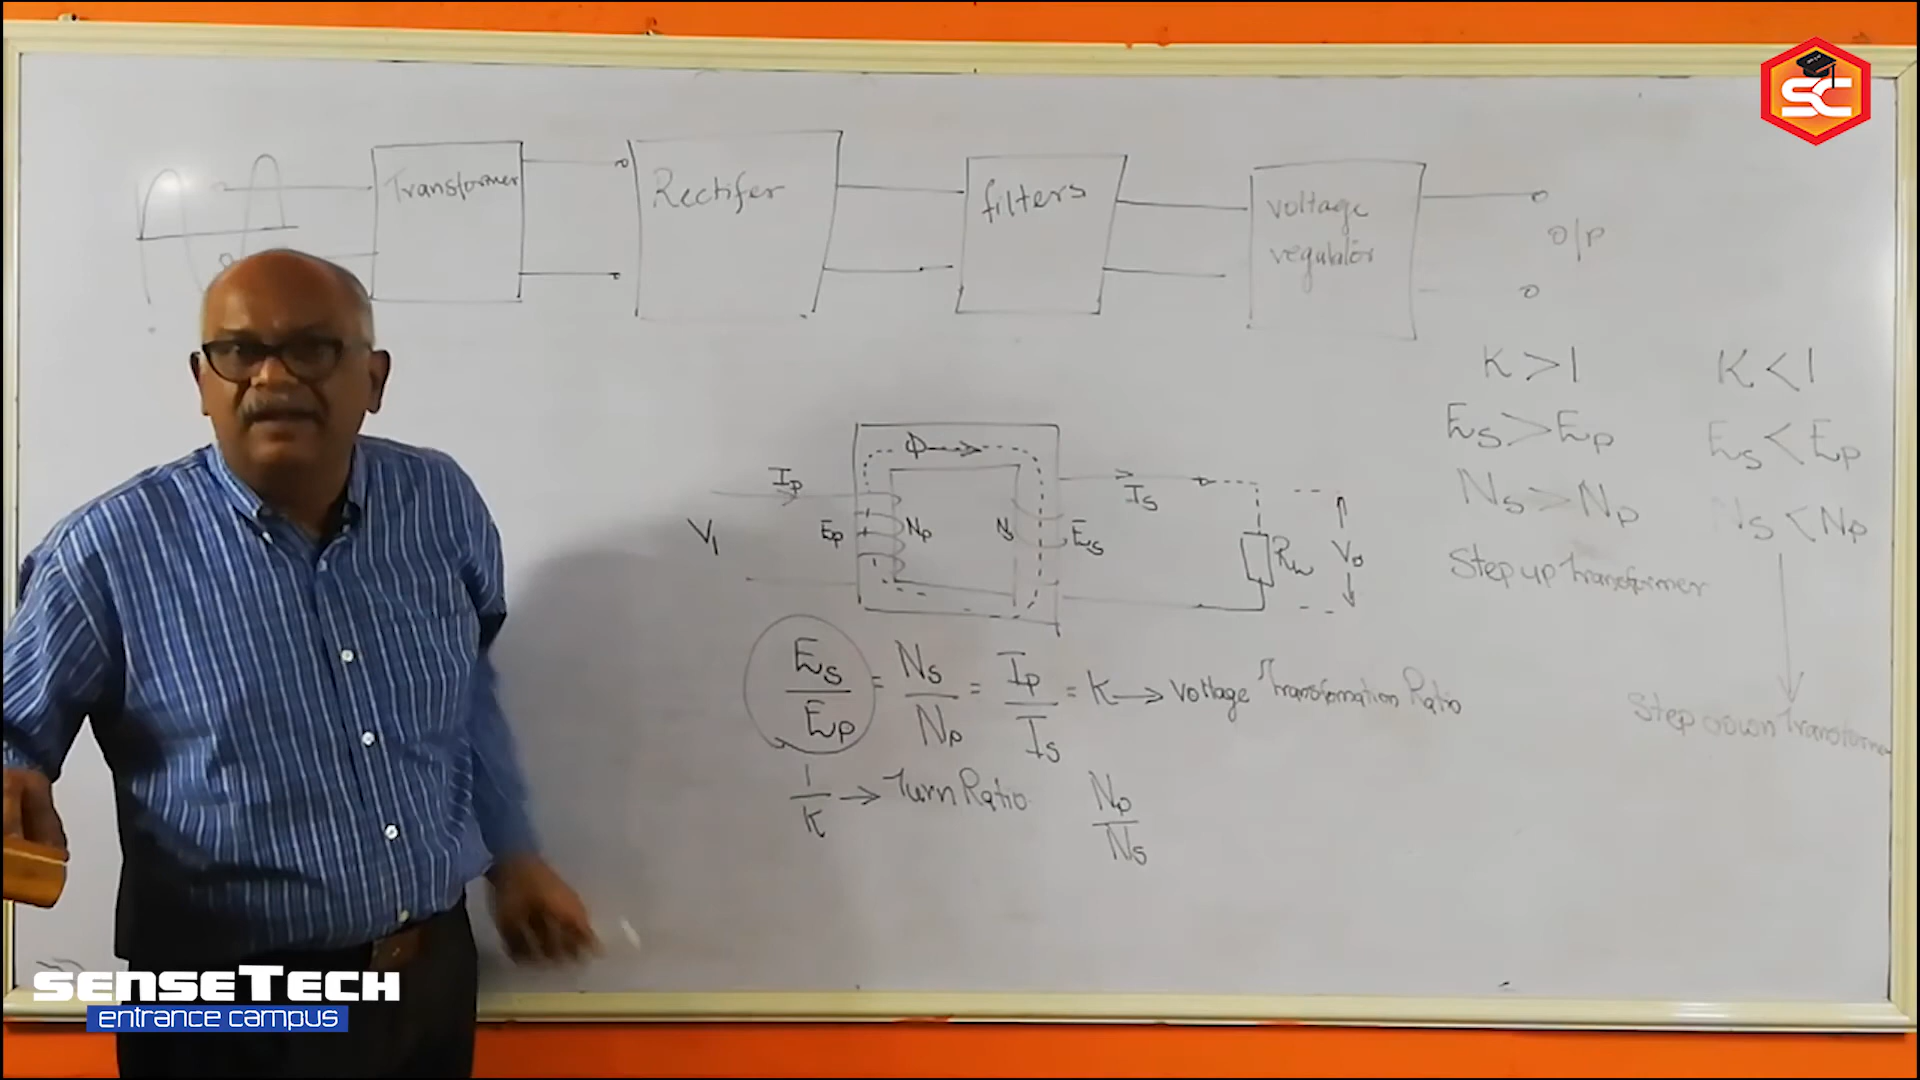 SC
Transformer
Rectifer
filters
voltage
regulator
O/P
K > 1
Es > Ep
Ns > Np
Step up Transformer
K < 1
Es < Ep
Ns < Np
Step down Transforme
Φ
Ip
Is
V1
Ep
Np
Ns
Es
RL
Vo
Es/Ep = Ns/Np = Ip/Is = K → Voltage Transfomation Ratio
1/K → Turn Ratio Np/Ns
SENSETECH
entrance campus